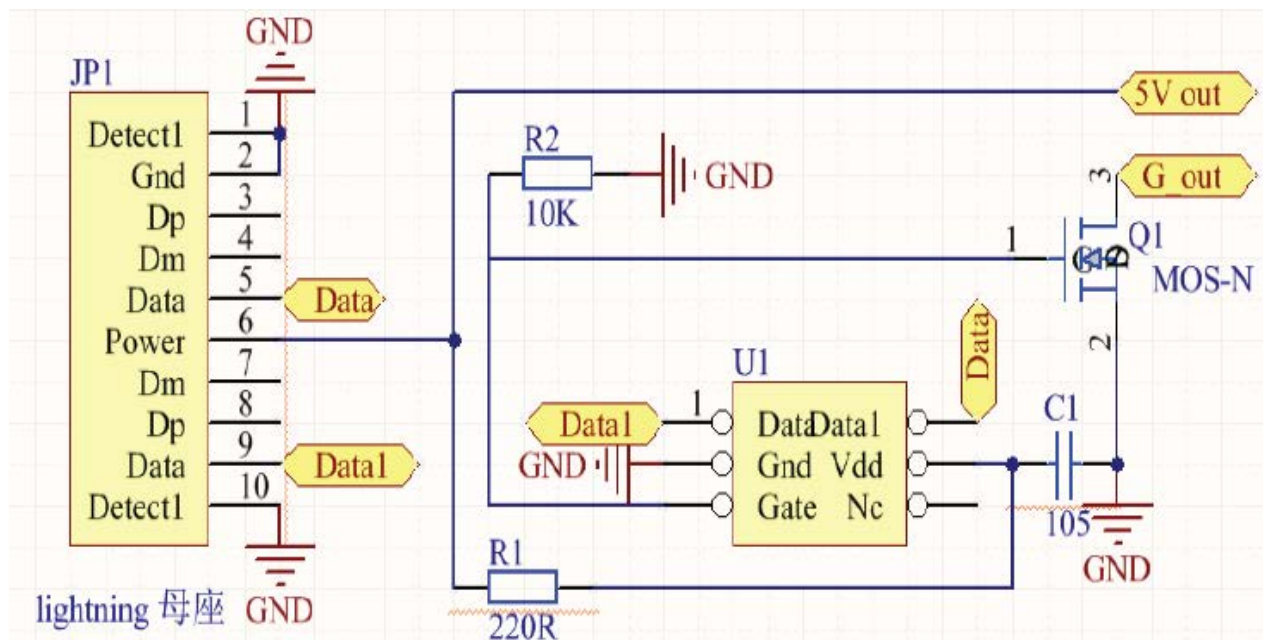 GND
JP1
Detect1 1
Gnd 2
Dp 3
Dm 4
Data 5 Data
Power 6
Dm 7
Dp 8
Data 9 Data1
Detect1 10
lightning 母座 GND
5V out
R2
10K
GND
3 G_out
1 Q1
MOS-N
2
U1
Data
Data1 1 Data Data1
GND Gnd Vdd
Gate Nc
C1
105
GND
R1
220R